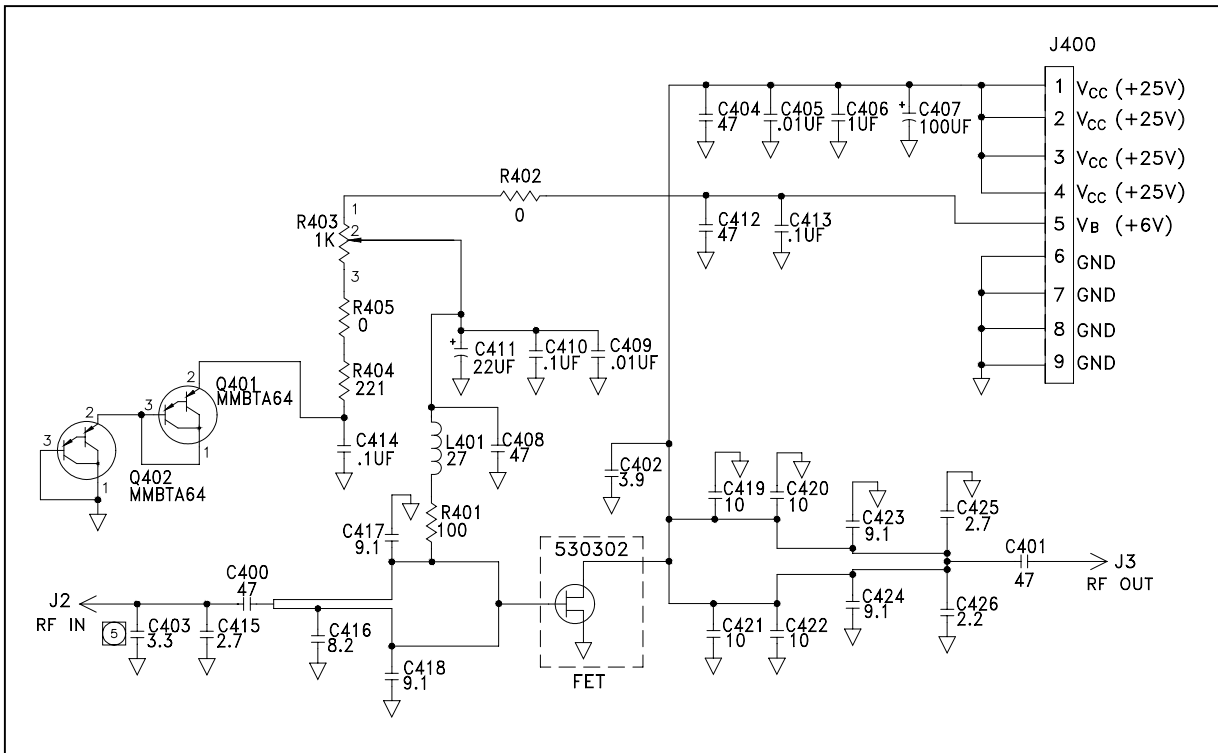 J400
1 VCC (+25V)
2 VCC (+25V)
3 VCC (+25V)
4 VCC (+25V)
5 VB (+6V)
6 GND
7 GND
8 GND
9 GND
C404
47
C405
.01UF
C406
1UF
+
C407
100UF
R402
0
C412
47
C413
.1UF
R403
1K
1
2
3
R405
0
R404
221
+
C411
22UF
C410
.1UF
C409
.01UF
2
Q401
MMBTA64
3
1
2
3
1
Q402
MMBTA64
C414
.1UF
L401
27
C408
47
R401
100
C402
3.9
C419
10
C420
10
C423
9.1
C425
2.7
C417
9.1
530302
FET
C401
47
J3
RF OUT
J2
RF IN
5
C403
3.3
C415
2.7
C400
47
C416
8.2
C418
9.1
C421
10
C422
10
C424
9.1
C426
2.2